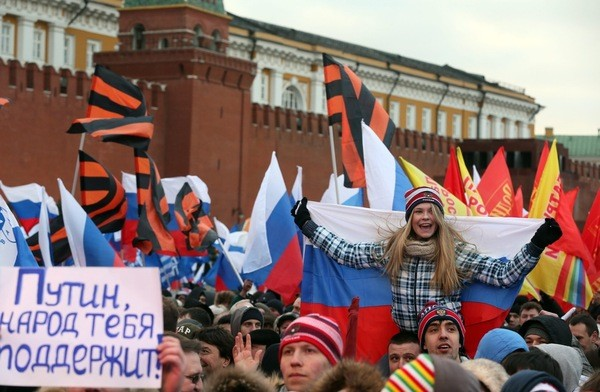 Путин,
народ тебя
поддержит!